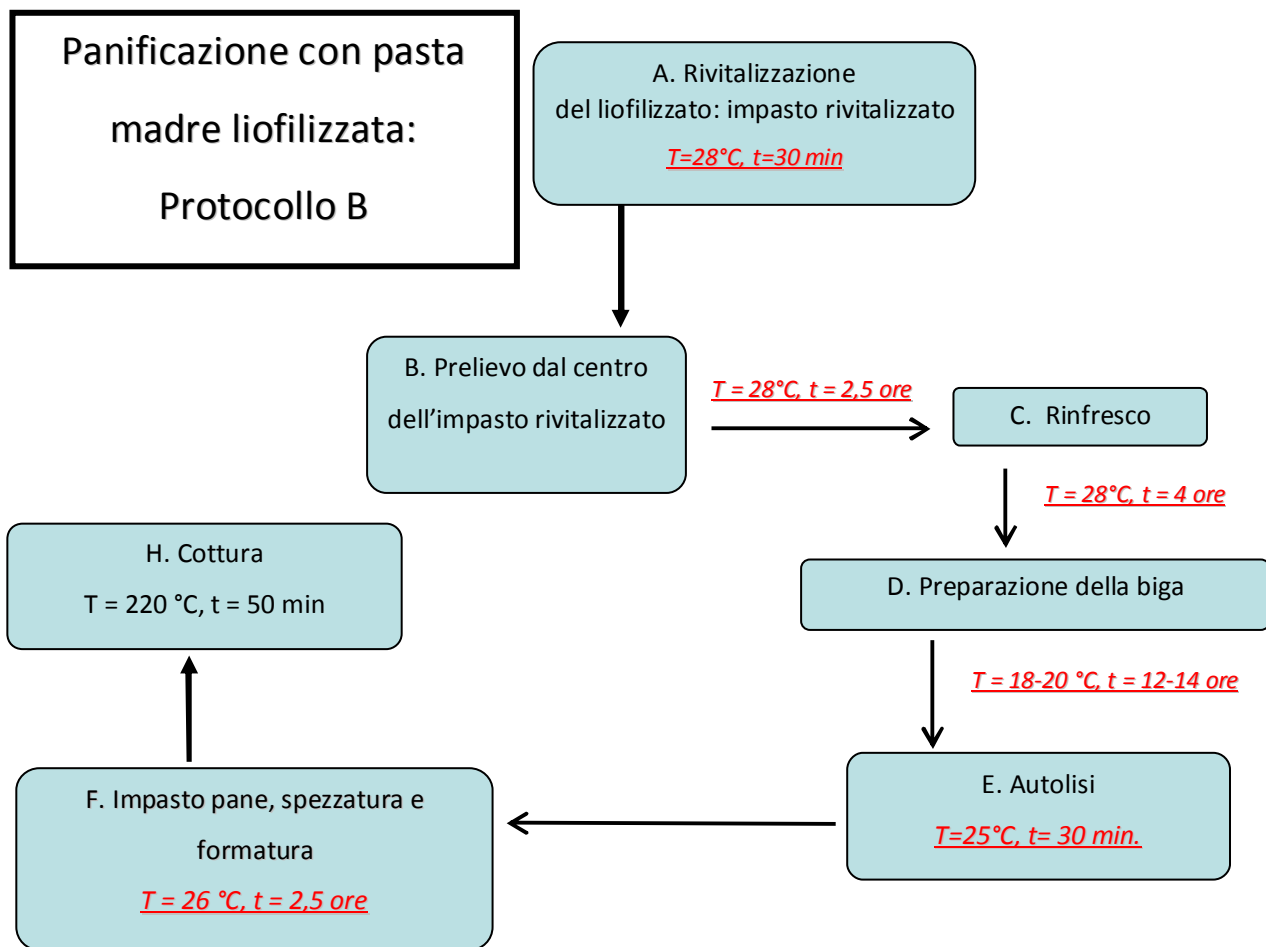 Panificazione con pasta
madre liofilizzata:
Protocollo B
A. Rivitalizzazione
del liofilizzato: impasto rivitalizzato
T=28°C, t=30 min
B. Prelievo dal centro
dell’impasto rivitalizzato
T = 28°C, t = 2,5 ore
C. Rinfresco
T = 28°C, t = 4 ore
D. Preparazione della biga
T = 18-20 °C, t = 12-14 ore
E. Autolisi
T=25°C, t= 30 min.
F. Impasto pane, spezzatura e
formatura
T = 26 °C, t = 2,5 ore
H. Cottura
T = 220 °C, t = 50 min